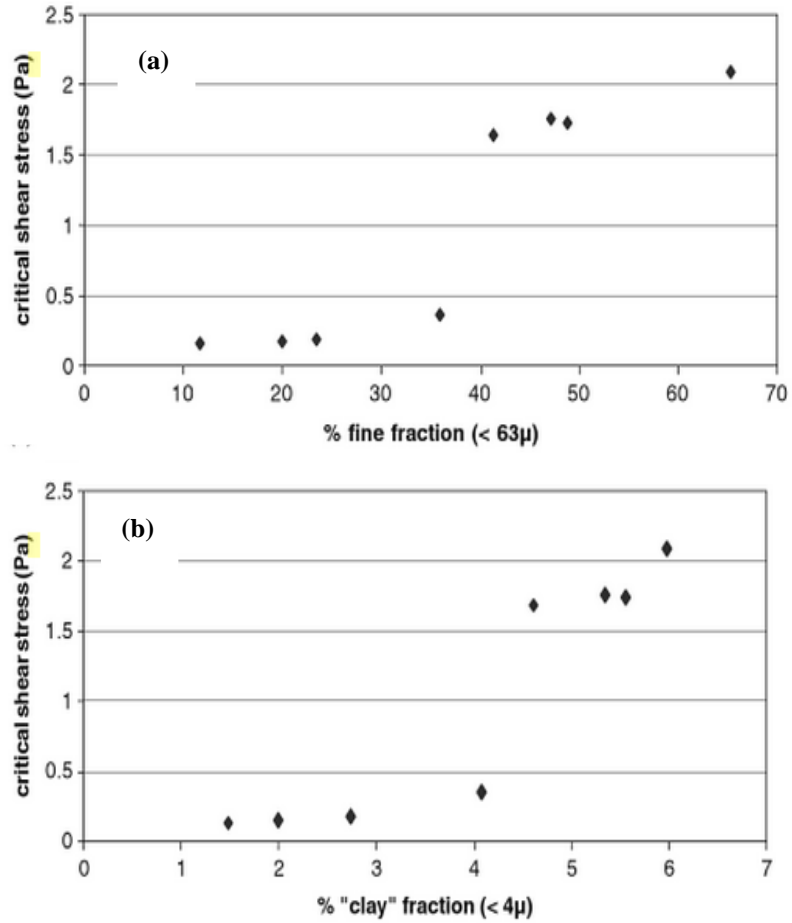 2.5
(a)
2
1.5
1
0.5
0
critical shear stress (Pa)
0 10 20 30 40 50 60 70
% fine fraction (< 63µ)
2.5
(b)
2
1.5
1
0.5
0
critical shear stress (Pa)
0 1 2 3 4 5 6 7
% "clay" fraction (< 4µ)